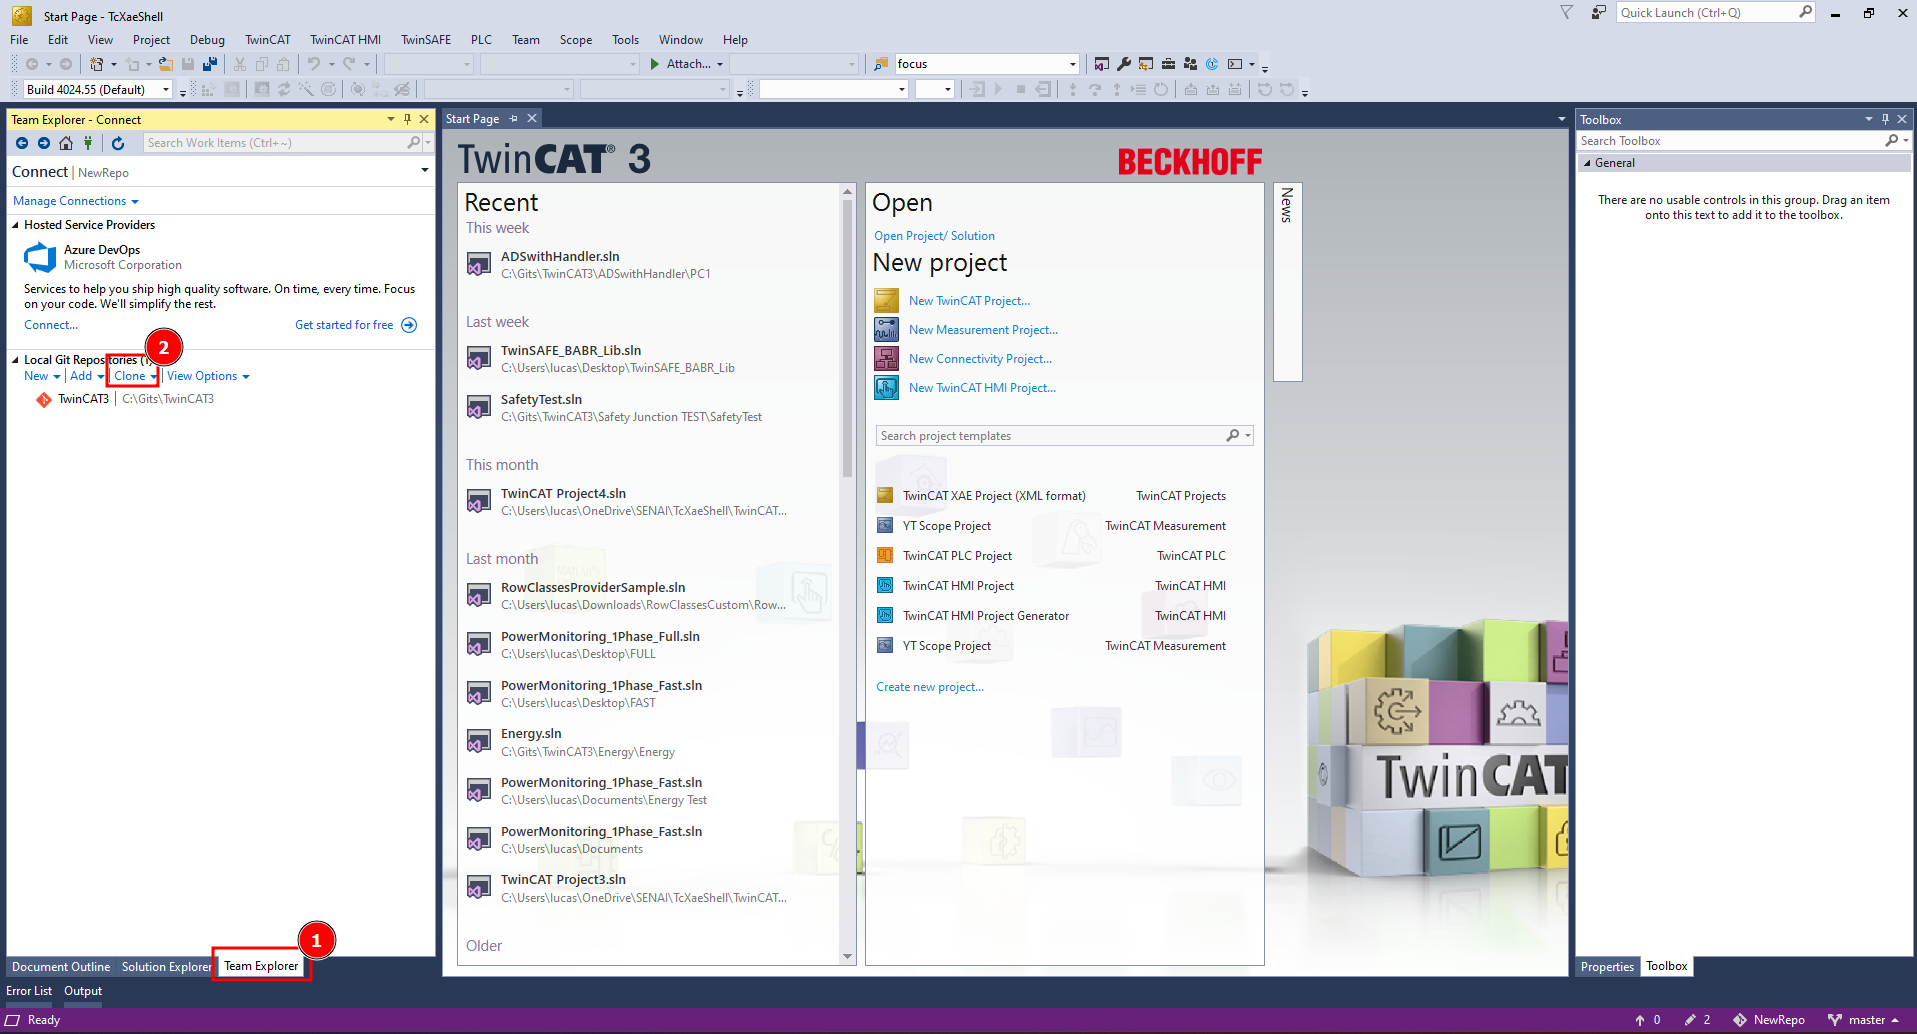 Start Page - TcXaeShell
Quick Launch (Ctrl+Q)
File Edit View Project Debug TwinCAT TwinCAT HMI TwinSAFE PLC Team Scope Tools Window Help
Attach...
focus
Build 4024.55 (Default)
Team Explorer - Connect
Search Work Items (Ctrl+~)
Connect | NewRepo
Manage Connections
Hosted Service Providers
Azure DevOps
Microsoft Corporation
Services to help you ship high quality software. On time, every time. Focus
on your code. We'll simplify the rest.
Connect...
Get started for free
2
Local Git Repositories (1)
New Add Clone View Options
TwinCAT3 | C:\Gits\TwinCAT3
1
Document Outline Solution Explorer Team Explorer
Start Page
TwinCAT® 3
BECKHOFF
Recent
This week
ADSwithHandler.sln
C:\Gits\TwinCAT3\ADSwithHandler\PC1
Last week
TwinSAFE_BABR_Lib.sln
C:\Users\lucas\Desktop\TwinSAFE_BABR_Lib
SafetyTest.sln
C:\Gits\TwinCAT3\Safety Junction TEST\SafetyTest
This month
TwinCAT Project4.sln
C:\Users\lucas\OneDrive\SENAI\TcXaeShell\TwinCAT...
Last month
RowClassesProviderSample.sln
C:\Users\lucas\Downloads\RowClassesCustom\Row...
PowerMonitoring_1Phase_Full.sln
C:\Users\lucas\Desktop\FULL
PowerMonitoring_1Phase_Fast.sln
C:\Users\lucas\Desktop\FAST
Energy.sln
C:\Gits\TwinCAT3\Energy\Energy
PowerMonitoring_1Phase_Fast.sln
C:\Users\lucas\Documents\Energy Test
PowerMonitoring_1Phase_Fast.sln
C:\Users\lucas\Documents
TwinCAT Project3.sln
C:\Users\lucas\OneDrive\SENAI\TcXaeShell\TwinCAT...
Older
Open
Open Project/ Solution
New project
New TwinCAT Project...
New Measurement Project...
New Connectivity Project...
New TwinCAT HMI Project...
Search project templates
TwinCAT XAE Project (XML format) TwinCAT Projects
YT Scope Project TwinCAT Measurement
TwinCAT PLC Project TwinCAT PLC
TwinCAT HMI Project TwinCAT HMI
TwinCAT HMI Project Generator TwinCAT HMI
YT Scope Project TwinCAT Measurement
Create new project...
News
TwinCAT
Toolbox
Search Toolbox
General
There are no usable controls in this group. Drag an item
onto this text to add it to the toolbox.
Properties Toolbox
Error List Output
Ready
0 2 NewRepo master